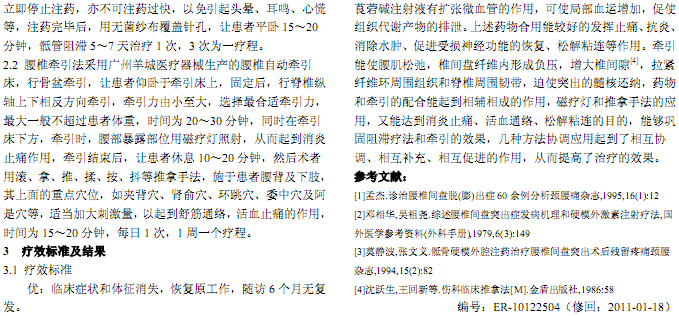 立即停止注药，亦不可注药过快，以免引起头晕、耳鸣、心慌
等，注药完毕后，用无菌纱布覆盖针孔，让患者平卧 15～20
分钟，骶管阻滞 5～7 天治疗 1 次，3 次为一疗程。
2.2 腰椎牵引法采用广州羊城医疗器械生产的腰椎自动牵引
床，行骨盆牵引，让患者仰卧于牵引床上，固定后，行脊椎纵
轴上下相反方向牵引，牵引力由小至大，选择最合适牵引力，
最大一般不超过患者体重，时间为 20～30 分钟，同时在牵引
床下方，牵引时，腰部暴露部位用磁疗灯照射，从而起到消炎
止痛作用，牵引结束后，让患者休息 10～20 分钟，然后术者
用滚、拿、推、揉、按、抖等推拿手法，施于患者腰背及下肢，
其上面的重点穴位，如夹背穴、肾俞穴、环跳穴、委中穴及阿
是穴等，适当加大刺激量，以起到舒筋通络，活血止痛的作用，
时间为 15～20 分钟，每日 1 次，1 周一个疗程。
3 疗效标准及结果
3.1 疗效标准
优：临床症状和体征消失，恢复原工作，随访 6 个月无复
发。
莨菪碱注射液有扩张微血管的作用，可使局部血运增加，促使
组织代谢产物的排泄。上述药物合用能较好的发挥止痛、抗炎、
消除水肿、促进受损神经功能的恢复、松解粘连等作用。牵引
能使腰肌松弛，椎间盘纤维内形成负压，增大椎间隙[4]。拉紧
纤维环周围组织和脊椎周围韧带，迫使突出的髓核还纳，药物
和牵引的配合能起到相辅相成的作用，磁疗灯和推拿手法的应
用，又能达到消炎止痛、活血通络、松解粘连的目的，能够巩
固阻滞疗法和牵引的效果，几种方法协调应用起到了相互协
调、相互补充、相互促进的作用，从而提高了治疗的效果。
参考文献：
[1]孟杰.诊治腰椎间盘脱(膨)出症 60 余例分析颈腰痛杂志,1995,16(1):12
[2]邓相华,吴祖尧.综述腰椎间盘突出症发病机理和硬模外激素注射疗法,国
外医学参考资料(外科手册),1979,6(3):149
[3]莫静波,张文义.骶骨硬模外腔注药治疗腰椎间盘突出术后残留疼痛颈腰
杂志,1994,15(2):82
[4]沈跃生,王回新等.伤科临床推拿法[M].金盾出版社,1986:58
编号：ER-10122504（修回：2011-01-18）